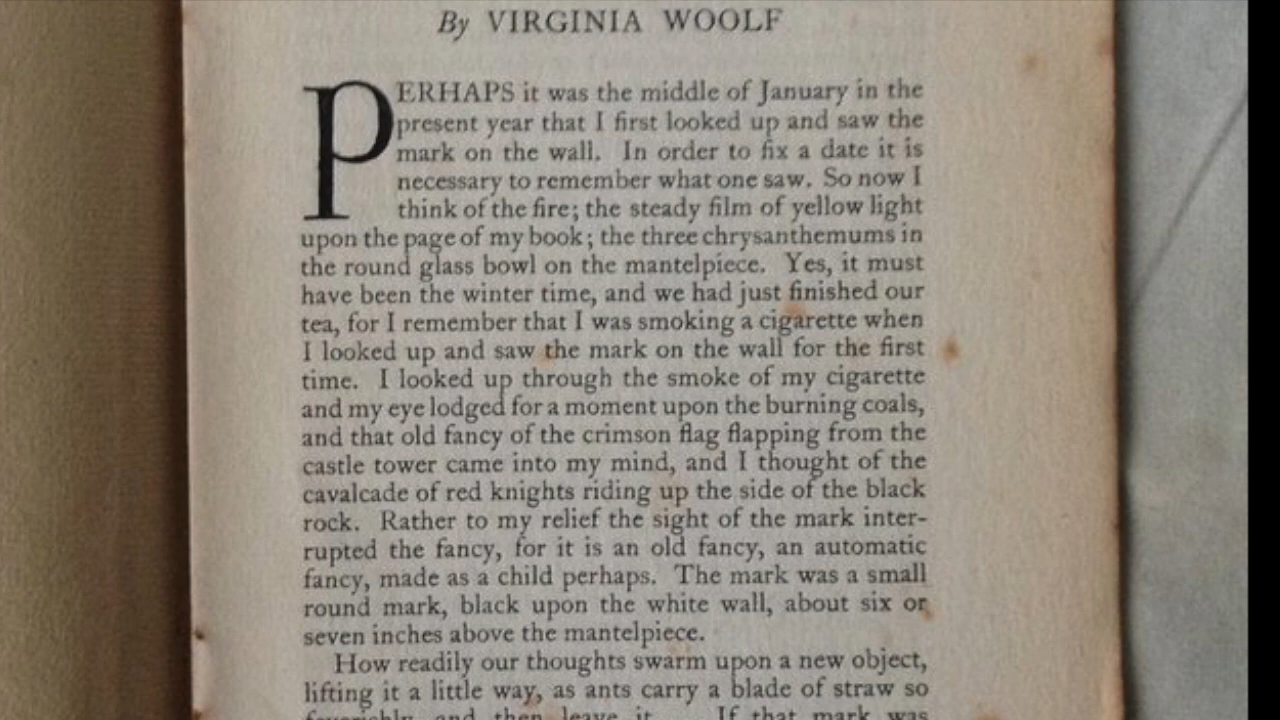 By VIRGINIA WOOLF
PERHAPS it was the middle of January in the
present year that I first looked up and saw the
mark on the wall. In order to fix a date it is
necessary to remember what one saw. So now I
think of the fire; the steady film of yellow light
upon the page of my book; the three chrysanthemums in
the round glass bowl on the mantelpiece. Yes, it must
have been the winter time, and we had just finished our
tea, for I remember that I was smoking a cigarette when
I looked up and saw the mark on the wall for the first
time. I looked up through the smoke of my cigarette
and my eye lodged for a moment upon the burning coals,
and that old fancy of the crimson flag flapping from the
castle tower came into my mind, and I thought of the
cavalcade of red knights riding up the side of the black
rock. Rather to my relief the sight of the mark inter-
rupted the fancy, for it is an old fancy, an automatic
fancy, made as a child perhaps. The mark was a small
round mark, black upon the white wall, about six or
seven inches above the mantelpiece.
How readily our thoughts swarm upon a new object,
lifting it a little way, as ants carry a blade of straw so
and then leave it. . . . If that mark was